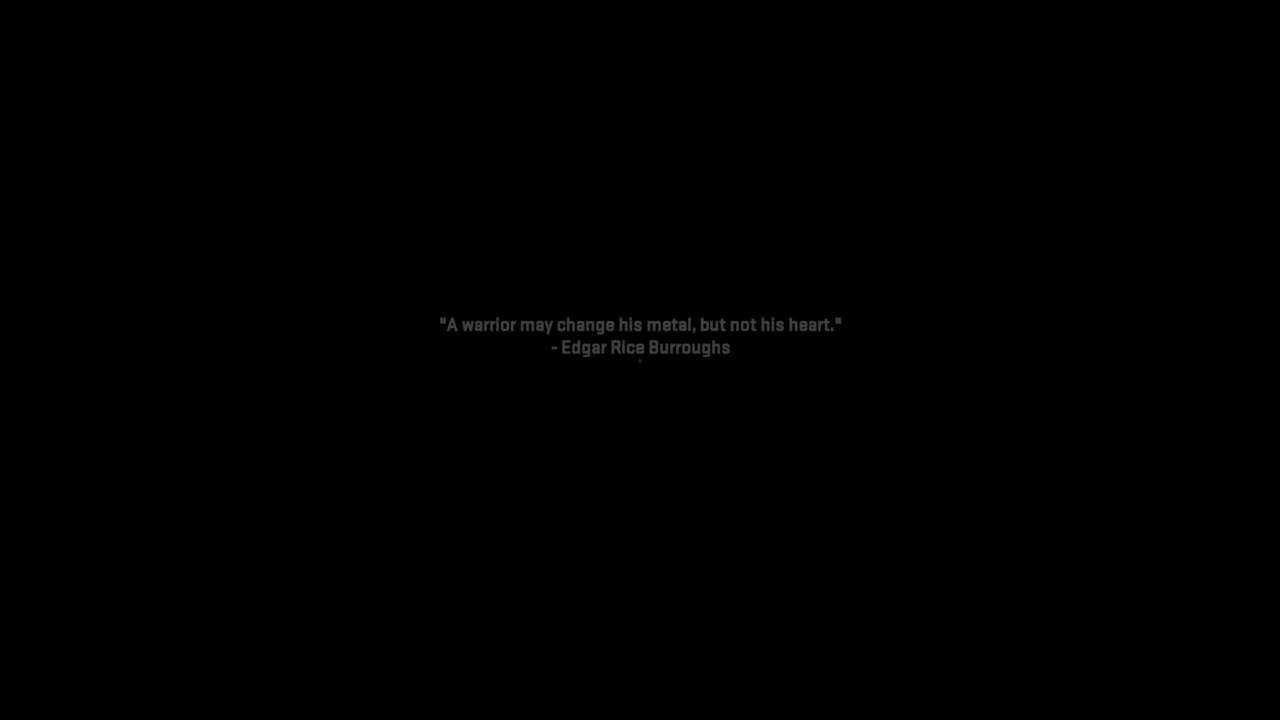 "A warrior may change his metal, but not his heart."
- Edgar Rice Burroughs